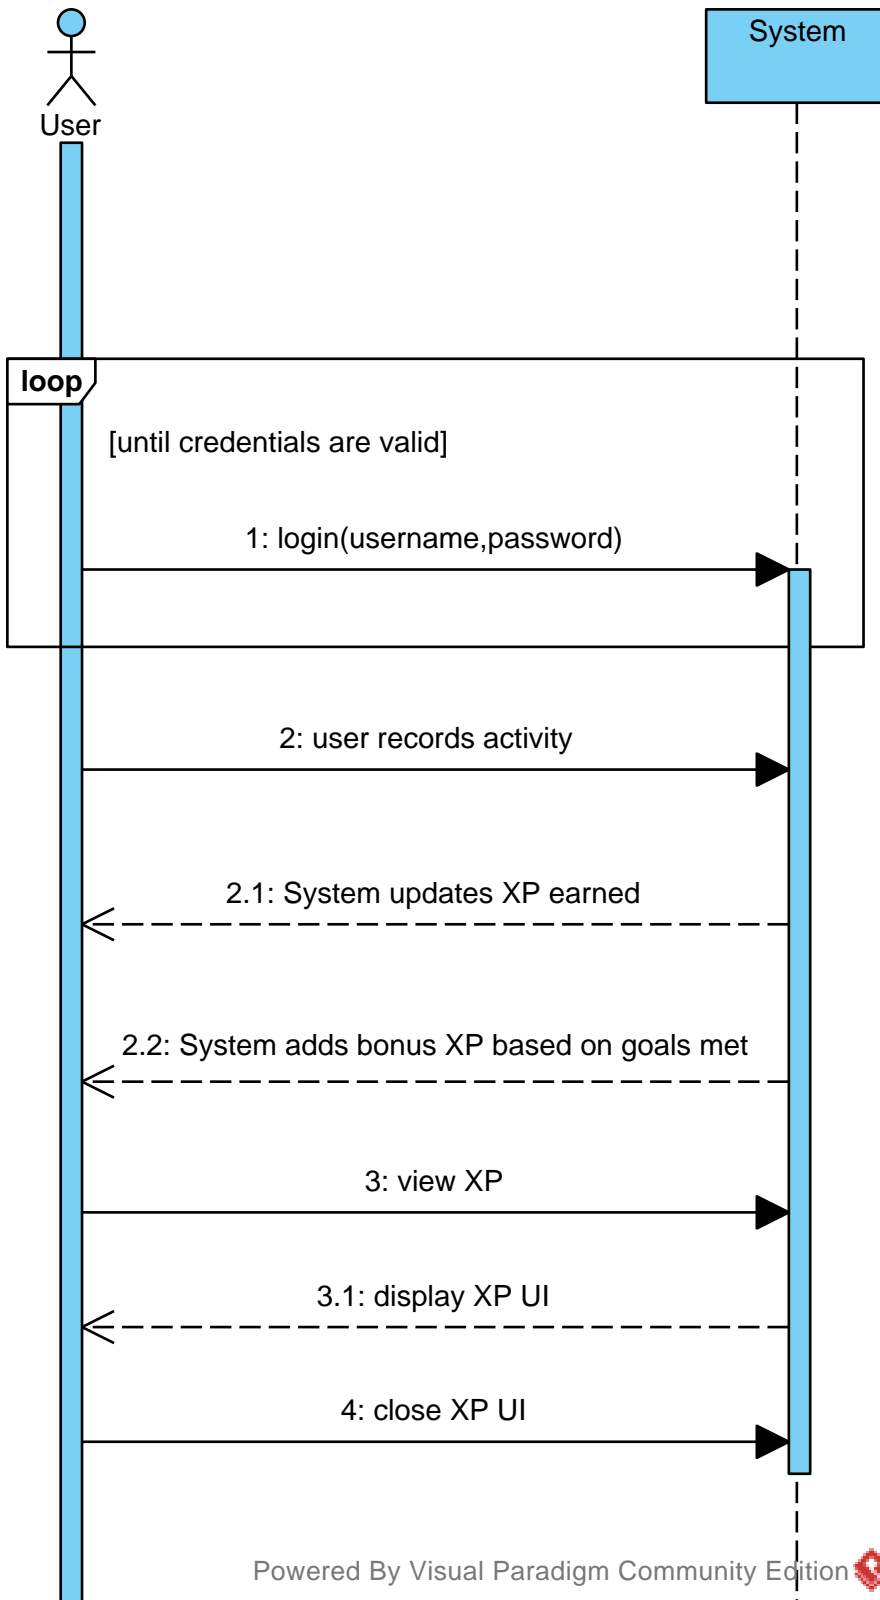 System
User
loop
[until credentials are valid]
1: login(username,password)
2: user records activity
2.1: System updates XP earned
2.2: System adds bonus XP based on goals met
3: view XP
3.1: display XP UI
4: close XP UI
Powered By Visual Paradigm Community Edition